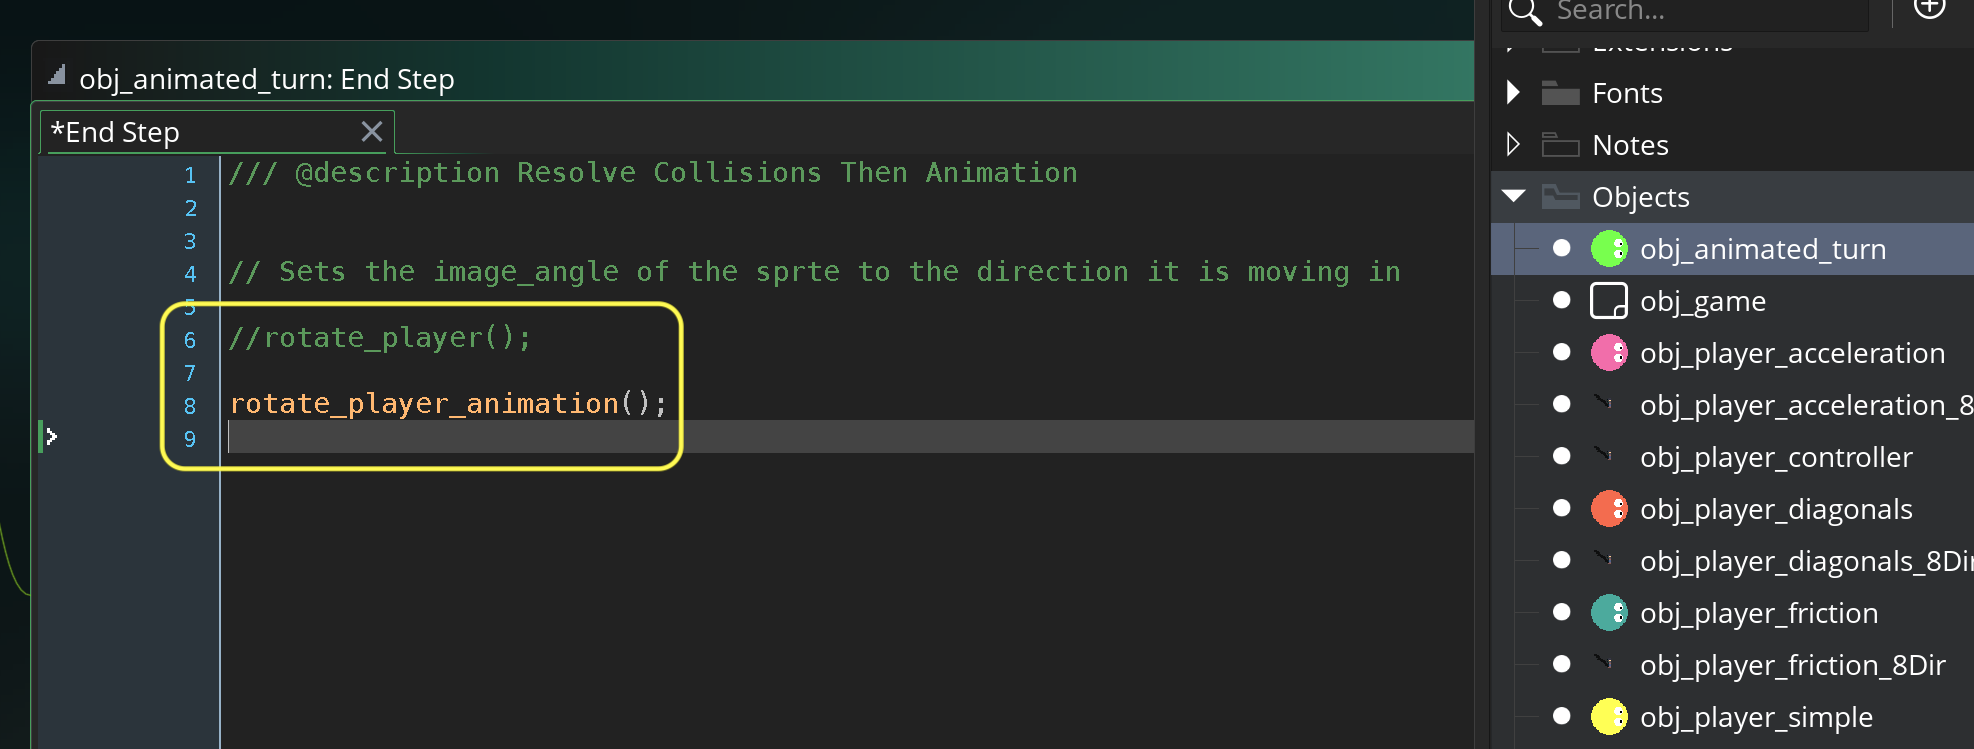 obj_animated_turn: End Step
*End Step
1 /// @description Resolve Collisions Then Animation
2
3
4 // Sets the image_angle of the sprte to the direction it is moving in
5
6 //rotate_player();
7
8 rotate_player_animation();
9
Search...
Extensions
Fonts
Notes
Objects
obj_animated_turn
obj_game
obj_player_acceleration
obj_player_acceleration_8
obj_player_controller
obj_player_diagonals
obj_player_diagonals_8Dir
obj_player_friction
obj_player_friction_8Dir
obj_player_simple